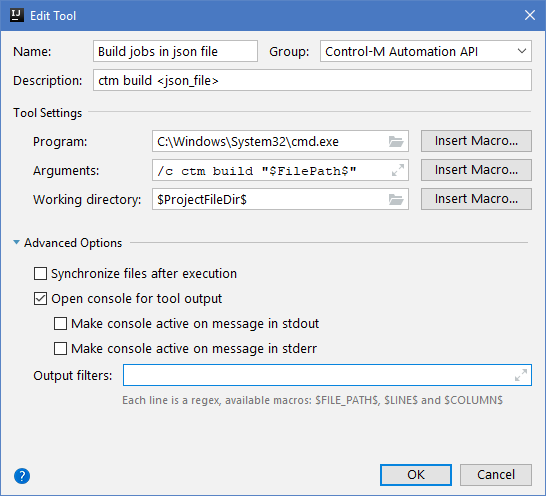 IJ Edit Tool
Name: Build jobs in json file Group: Control-M Automation API
Description: ctm build <json_file>
Tool Settings
Program: C:\Windows\System32\cmd.exe Insert Macro...
Arguments: /c ctm build "$FilePath$" Insert Macro...
Working directory: $ProjectFileDir$ Insert Macro...
Advanced Options
Synchronize files after execution
Open console for tool output
Make console active on message in stdout
Make console active on message in stderr
Output filters:
Each line is a regex, available macros: $FILE_PATH$, $LINE$ and $COLUMN$
? OK Cancel